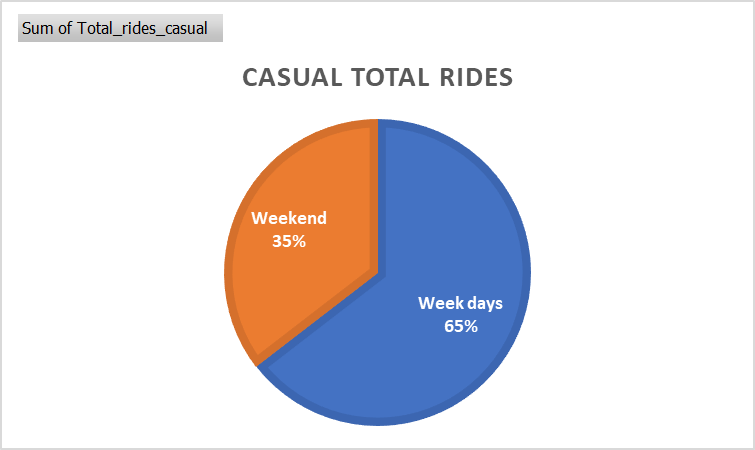 Sum of Total_rides_casual
CASUAL TOTAL RIDES
Weekend
35%
Week days
65%